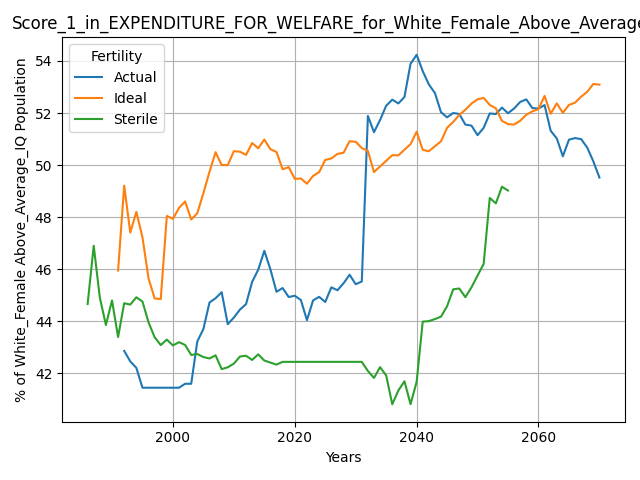 Score_1_in_EXPENDITURE_FOR_WELFARE_for_White_Female_Above_Average
Fertility
Actual
Ideal
Sterile
% of White_Female Above_Average_IQ Population
54
52
50
48
46
44
42
2000
2020
2040
2060
Years